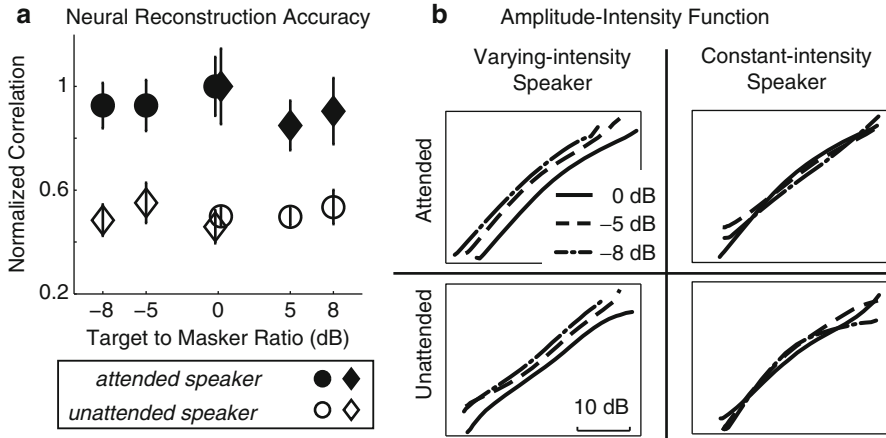 a Neural Reconstruction Accuracy
Normalized Correlation
1
0.6
0.2
−8 −5 0 5 8
Target to Masker Ratio (dB)
attended speaker
unattended speaker
b Amplitude-Intensity Function
Varying-intensity
Speaker
Constant-intensity
Speaker
Attended
0 dB
−5 dB
−8 dB
Unattended
10 dB